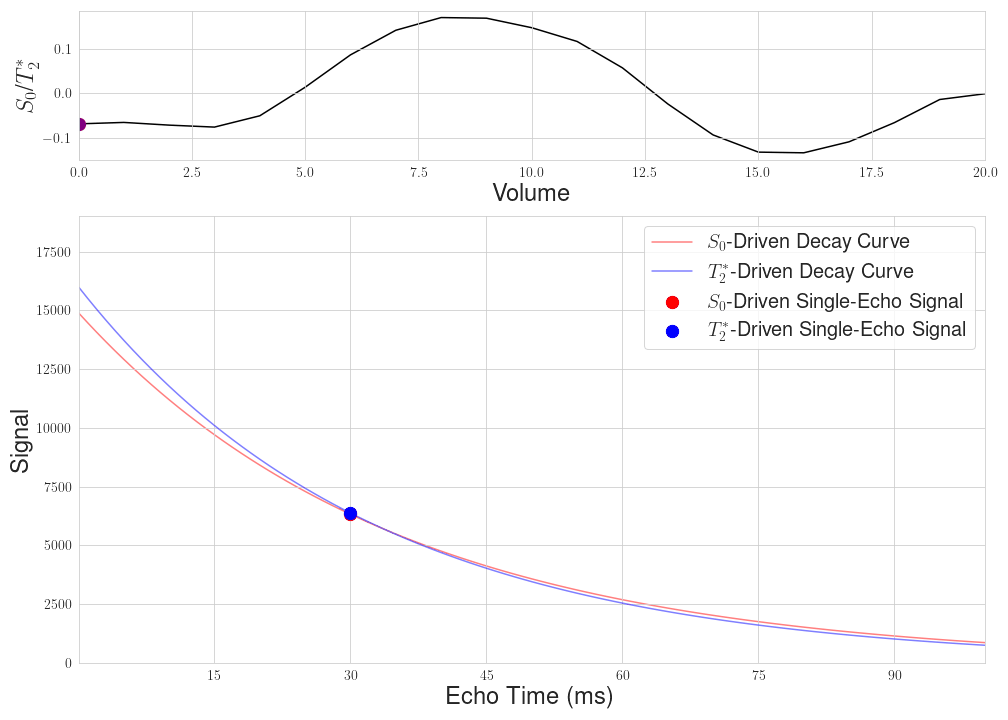 S₀/T₂*
0.1
0.0
−0.1
0.0 2.5 5.0 7.5 10.0 12.5 15.0 17.5 20.0
Volume
S₀-Driven Decay Curve
T₂*-Driven Decay Curve
S₀-Driven Single-Echo Signal
T₂*-Driven Single-Echo Signal
Signal
17500
15000
12500
10000
7500
5000
2500
0
15 30 45 60 75 90
Echo Time (ms)